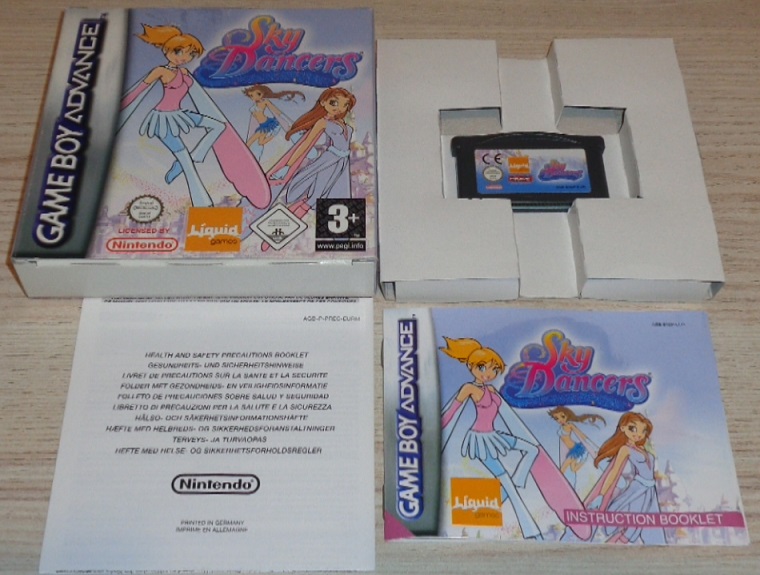 GAME BOY ADVANCE
Sky
Dancers
LICENSED BY
Nintendo
Liquid
games
3+
www.pegi.info
CE
Sky
Dancers
HEALTH AND SAFETY PRECAUTIONS BOOKLET
GESUNDHEITS- UND SICHERHEITSHINWEISE
LIVRET DE PRECAUTIONS SUR LA SANTE ET LA SECURITE
FOLDER MET GEZONDHEIDS- EN VEILIGHEIDSINFORMATIE
FOLLETO DE PRECAUCIONES SOBRE SALUD Y SEGURIDAD
LIBRETTO DI PRECAUZIONI PER LA SALUTE E LA SICUREZZA
HÄLSO- OCH SÄKERHETSINFORMATIONSHÄFTE
HÆFTE MED HELBREDS- OG SIKKERHEDSFORANSTALTNINGER
TERVEYS- JA TURVAOPAS
HEFTE MED HELSE- OG SIKKERHETSFORHOLDSREGLER
Nintendo
PRINTED IN GERMANY
IMPRIMÉ EN ALLEMAGNE
GAME BOY ADVANCE
Sky
Dancers
Liquid
games
INSTRUCTION BOOKLET